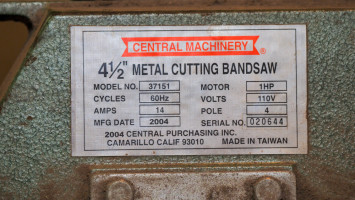 CENTRAL MACHINERY®
4½" METAL CUTTING BANDSAW
MODEL NO. 37151 MOTOR 1HP
CYCLES 60Hz VOLTS 110V
AMPS 14 POLE 4
MFG DATE 2004 SERIAL NO. 020644
2004 CENTRAL PURCHASING INC.
CAMARILLO CALIF 93010 MADE IN TAIWAN